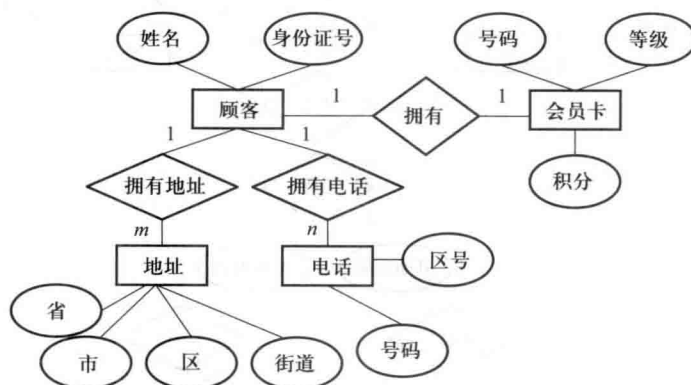 姓名
身份证号
号码
等级
顾客
1
拥有
1
会员卡
1
1
积分
拥有地址
拥有电话
m
n
地址
电话
区号
省
市
区
街道
号码